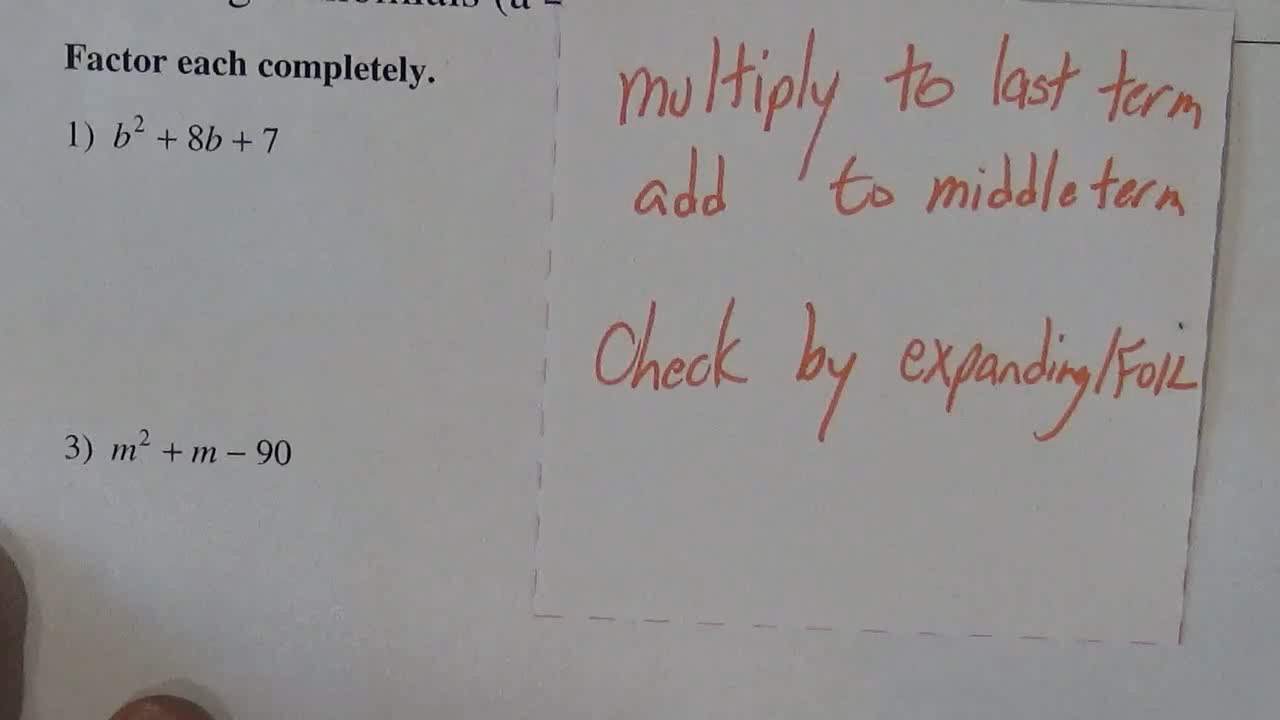 (a =
Factor each completely.
1) b² + 8b + 7
3) m² + m − 90
multiply to last term
add to middle term
Check by expanding/FOIL